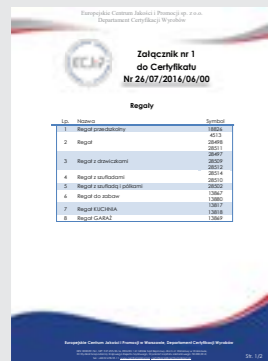 Europejskie Centrum Jakości i Promocji sp. z o.o.
Departament Certyfikacji Wyrobów
ECJiP
Załącznik nr 1
do Certyfikatu
Nr 26/07/2016/06/00
Regały
Lp. Nazwa Symbol
1 Regał przedszkolny 18826
4513
2 Regał 28498
28511
28497
3 Regał z drzwiczkami 28509
28512
4 Regał z szufladami 28514
28510
5 Regał z szufladą i półkami 28502
6 Regał do zabaw 13867
13880
7 Regał KUCHNIA 13817
13818
8 Regał GARAŻ 13869
Europejskie Centrum Jakości i Promocji w Warszawie, Departament Certyfikacji Wyrobów
Str. 1/2